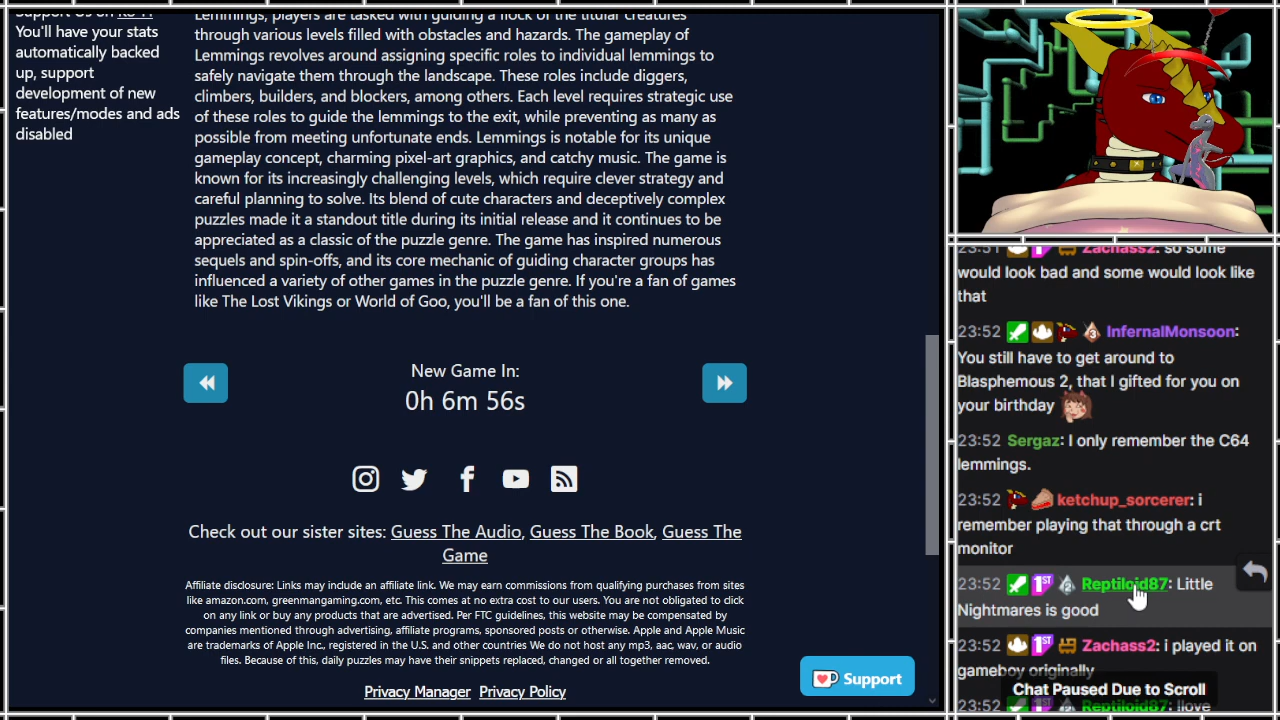 Support Us on Ko-Fi
You'll have your stats
automatically backed
up, support
development of new
features/modes and ads
disabled
Lemmings, players are tasked with guiding a flock of the titular creatures
through various levels filled with obstacles and hazards. The gameplay of
Lemmings revolves around assigning specific roles to individual lemmings to
safely navigate them through the landscape. These roles include diggers,
climbers, builders, and blockers, among others. Each level requires strategic use
of these roles to guide the lemmings to the exit, while preventing as many as
possible from meeting unfortunate ends. Lemmings is notable for its unique
gameplay concept, charming pixel-art graphics, and catchy music. The game is
known for its increasingly challenging levels, which require clever strategy and
careful planning to solve. Its blend of cute characters and deceptively complex
puzzles made it a standout title during its initial release and it continues to be
appreciated as a classic of the puzzle genre. The game has inspired numerous
sequels and spin-offs, and its core mechanic of guiding character groups has
influenced a variety of other games in the puzzle genre. If you're a fan of games
like The Lost Vikings or World of Goo, you'll be a fan of this one.
New Game In:
0h 6m 56s
Check out our sister sites: Guess The Audio, Guess The Book, Guess The
Game
Affiliate disclosure: Links may include an affiliate link. We may earn commissions from qualifying purchases from sites
like amazon.com, greenmangaming.com, etc. This comes at no extra cost to our users. You are not obligated to click
on any link or buy any products that are advertised. Per FTC guidelines, this website may be compensated by
companies mentioned through advertising, affiliate programs, sponsored posts or otherwise. Apple and Apple Music
are trademarks of Apple Inc., registered in the U.S. and other countries We do not host any mp3, aac, wav, or audio
files. Because of this, daily puzzles may have their snippets replaced, changed or all together removed.
Privacy Manager Privacy Policy
Support
23:51 Zachass2: so some
would look bad and some would look like
that
23:52 InfernalMonsoon:
You still have to get around to
Blasphemous 2, that I gifted for you on
your birthday
23:52 Sergaz: I only remember the C64
lemmings.
23:52 ketchup_sorcerer: i
remember playing that through a crt
monitor
23:52 Reptiloid87: Little
Nightmares is good
23:52 Zachass2: i played it on
gameboy originally
Chat Paused Due to Scroll
23:52 Reptiloid87: !love